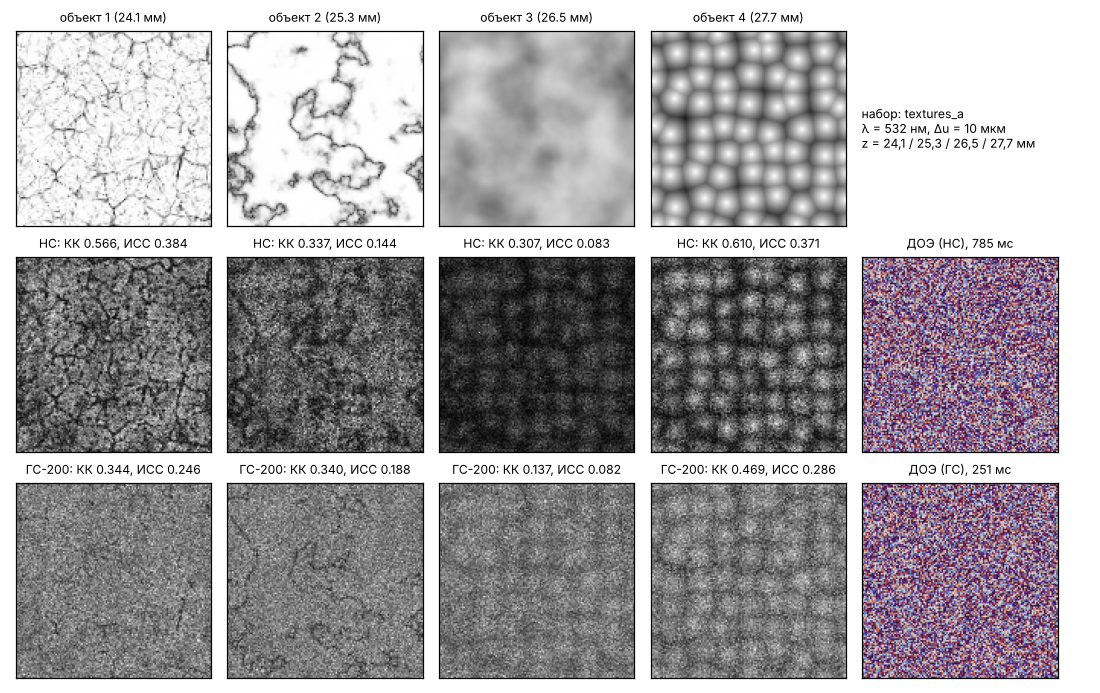 объект 1 (24.1 мм)
объект 2 (25.3 мм)
объект 3 (26.5 мм)
объект 4 (27.7 мм)
набор: textures_a
λ = 532 нм, Δu = 10 мкм
z = 24,1 / 25,3 / 26,5 / 27,7 мм
НС: КК 0.566, ИСС 0.384
НС: КК 0.337, ИСС 0.144
НС: КК 0.307, ИСС 0.083
НС: КК 0.610, ИСС 0.371
ДОЭ (НС), 785 мс
ГС-200: КК 0.344, ИСС 0.246
ГС-200: КК 0.340, ИСС 0.188
ГС-200: КК 0.137, ИСС 0.082
ГС-200: КК 0.469, ИСС 0.286
ДОЭ (ГС), 251 мс